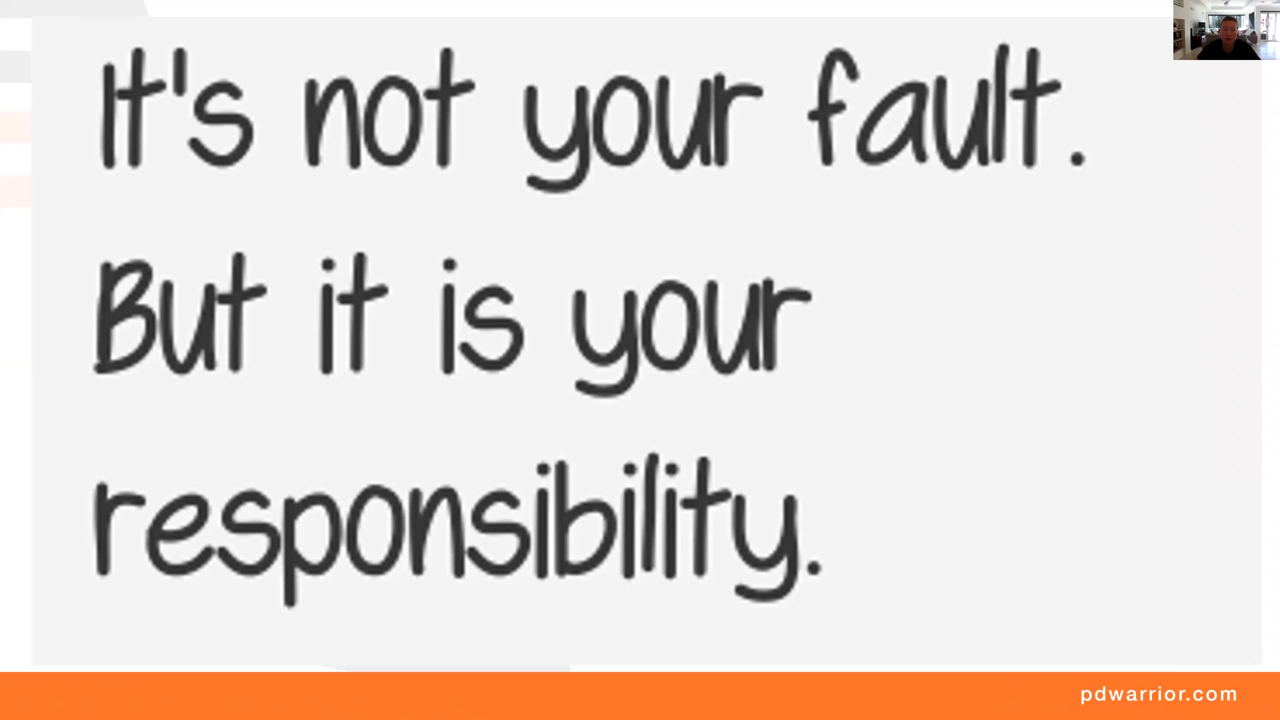 It's not your fault.
But it is your
responsibility.
pdwarrior.com